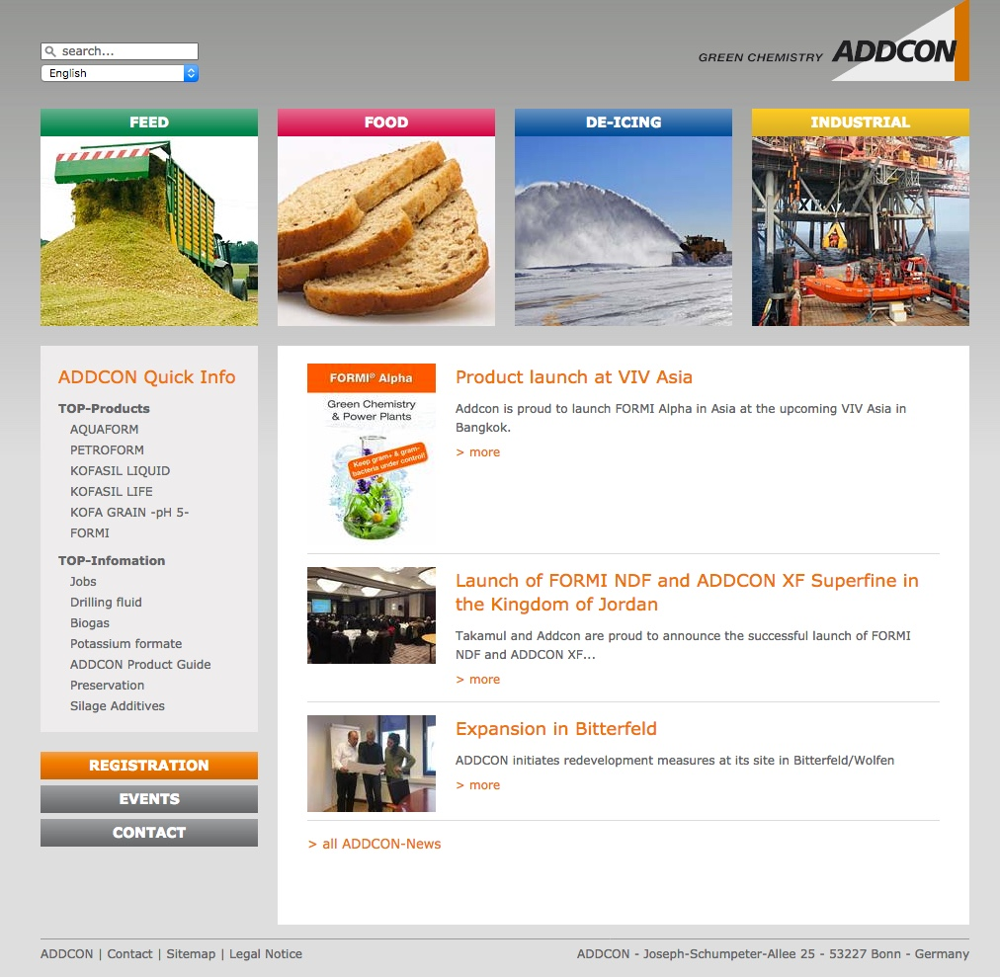 search...
English
GREEN CHEMISTRY ADDCON
FEED
FOOD
DE-ICING
INDUSTRIAL
ADDCON Quick Info
TOP-Products
AQUAFORM
PETROFORM
KOFASIL LIQUID
KOFASIL LIFE
KOFA GRAIN -pH 5-
FORMI
TOP-Infomation
Jobs
Drilling fluid
Biogas
Potassium formate
ADDCON Product Guide
Preservation
Silage Additives
REGISTRATION
EVENTS
CONTACT
FORMI® Alpha
Green Chemistry
& Power Plants
Keep gram+ & gram-
bacteria under control!
Product launch at VIV Asia
Addcon is proud to launch FORMI Alpha in Asia at the upcoming VIV Asia in
Bangkok.
> more
Launch of FORMI NDF and ADDCON XF Superfine in
the Kingdom of Jordan
Takamul and Addcon are proud to announce the successful launch of FORMI
NDF and ADDCON XF...
> more
Expansion in Bitterfeld
ADDCON initiates redevelopment measures at its site in Bitterfeld/Wolfen
> more
> all ADDCON-News
ADDCON | Contact | Sitemap | Legal Notice
ADDCON - Joseph-Schumpeter-Allee 25 - 53227 Bonn - Germany